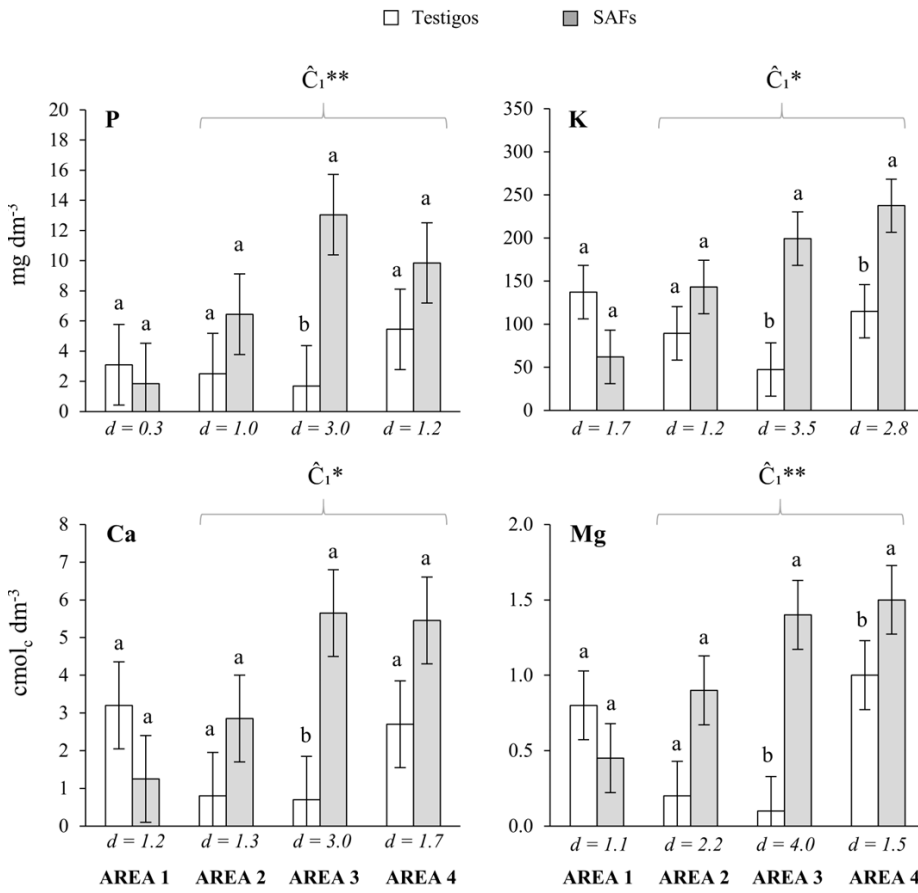 Testigos SAFs
Ĉ₁** Ĉ₁*
P
20
18
16
14
12
10
8
6
4
2
0
mg dm⁻³
a a a a b a a a
d = 0.3 d = 1.0 d = 3.0 d = 1.2
K
350
300
250
200
150
100
50
0
a a a a b a b a
d = 1.7 d = 1.2 d = 3.5 d = 2.8
Ĉ₁* Ĉ₁**
Ca
8
7
6
5
4
3
2
1
0
cmol_c dm⁻³
a a a a b a a a
d = 1.2 d = 1.3 d = 3.0 d = 1.7
AREA 1 AREA 2 AREA 3 AREA 4
Mg
2.0
1.5
1.0
0.5
0.0
a a a a b a b a
d = 1.1 d = 2.2 d = 4.0 d = 1.5
AREA 1 AREA 2 AREA 3 AREA 4